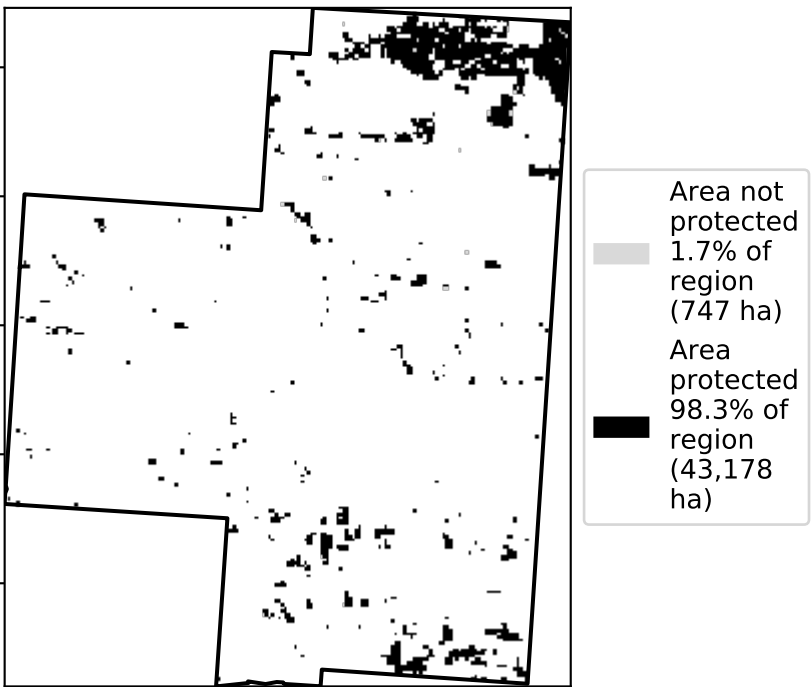 Area not
protected
1.7% of
region
(747 ha)
Area
protected
98.3% of
region
(43,178
ha)